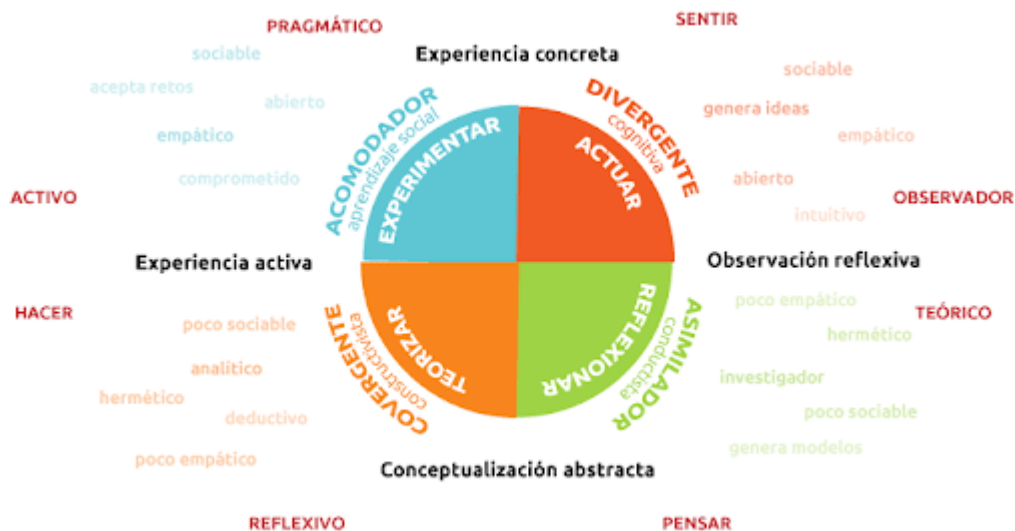 PRAGMÁTICO
SENTIR
Experiencia concreta
sociable
acepta retos
abierto
empático
comprometido
ACTIVO
ACOMODADOR
aprendizaje social
EXPERIMENTAR
DIVERGENTE
cognitiva
ACTUAR
sociable
genera ideas
empático
abierto
intuitivo
OBSERVADOR
Experiencia activa
Observación reflexiva
HACER
poco sociable
analítico
hermético
deductivo
poco empático
COVERGENTE
constructivista
TEORIZAR
REFLEXIONAR
ASIMILADOR
conductista
poco empático
hermético
investigador
poco sociable
genera modelos
TEÓRICO
Conceptualización abstracta
REFLEXIVO
PENSAR